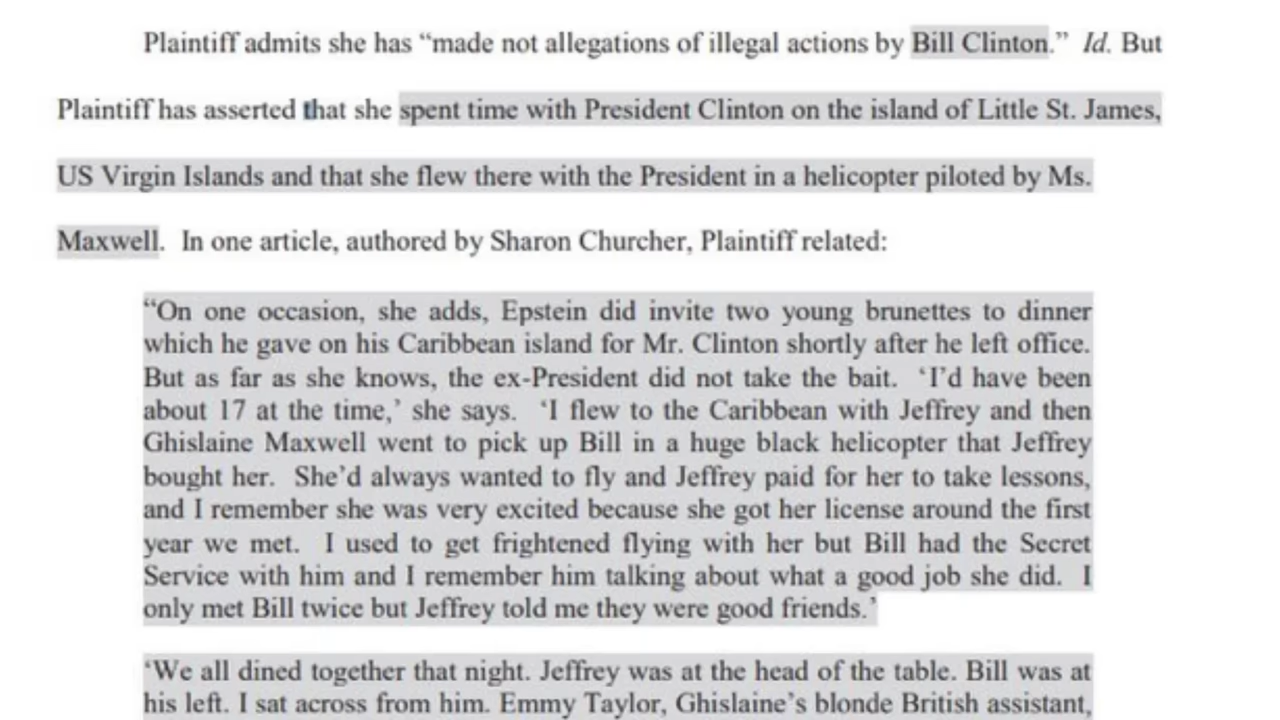 Plaintiff admits she has “made not allegations of illegal actions by Bill Clinton.” Id. But
Plaintiff has asserted that she spent time with President Clinton on the island of Little St. James,
US Virgin Islands and that she flew there with the President in a helicopter piloted by Ms.
Maxwell. In one article, authored by Sharon Churcher, Plaintiff related:
“On one occasion, she adds, Epstein did invite two young brunettes to dinner
which he gave on his Caribbean island for Mr. Clinton shortly after he left office.
But as far as she knows, the ex-President did not take the bait. ‘I’d have been
about 17 at the time,’ she says. ‘I flew to the Caribbean with Jeffrey and then
Ghislaine Maxwell went to pick up Bill in a huge black helicopter that Jeffrey
bought her. She’d always wanted to fly and Jeffrey paid for her to take lessons,
and I remember she was very excited because she got her license around the first
year we met. I used to get frightened flying with her but Bill had the Secret
Service with him and I remember him talking about what a good job she did. I
only met Bill twice but Jeffrey told me they were good friends.’
‘We all dined together that night. Jeffrey was at the head of the table. Bill was at
his left. I sat across from him. Emmy Taylor, Ghislaine’s blonde British assistant,